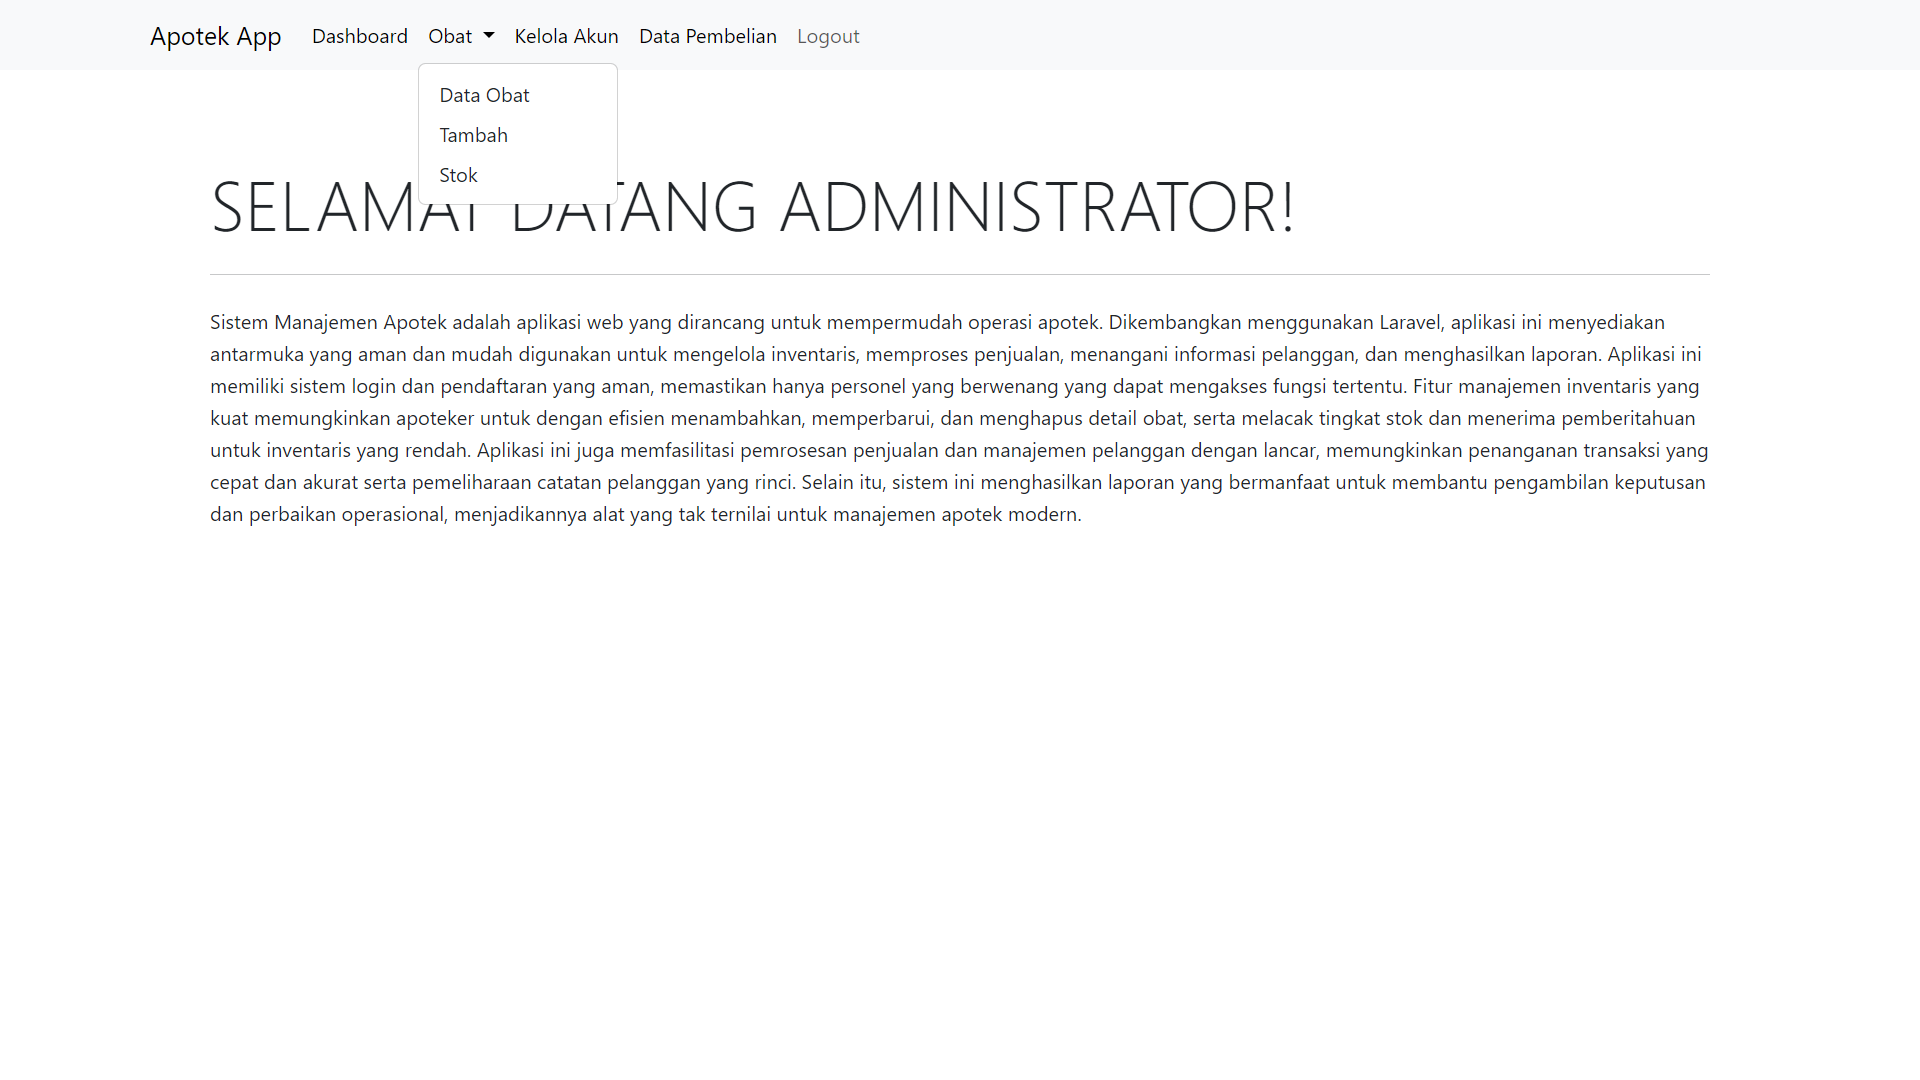 Apotek App Dashboard Obat Kelola Akun Data Pembelian Logout
Data Obat
Tambah
Stok
SELAMAT DATANG ADMINISTRATOR!
Sistem Manajemen Apotek adalah aplikasi web yang dirancang untuk mempermudah operasi apotek. Dikembangkan menggunakan Laravel, aplikasi ini menyediakan
antarmuka yang aman dan mudah digunakan untuk mengelola inventaris, memproses penjualan, menangani informasi pelanggan, dan menghasilkan laporan. Aplikasi ini
memiliki sistem login dan pendaftaran yang aman, memastikan hanya personel yang berwenang yang dapat mengakses fungsi tertentu. Fitur manajemen inventaris yang
kuat memungkinkan apoteker untuk dengan efisien menambahkan, memperbarui, dan menghapus detail obat, serta melacak tingkat stok dan menerima pemberitahuan
untuk inventaris yang rendah. Aplikasi ini juga memfasilitasi pemrosesan penjualan dan manajemen pelanggan dengan lancar, memungkinkan penanganan transaksi yang
cepat dan akurat serta pemeliharaan catatan pelanggan yang rinci. Selain itu, sistem ini menghasilkan laporan yang bermanfaat untuk membantu pengambilan keputusan
dan perbaikan operasional, menjadikannya alat yang tak ternilai untuk manajemen apotek modern.